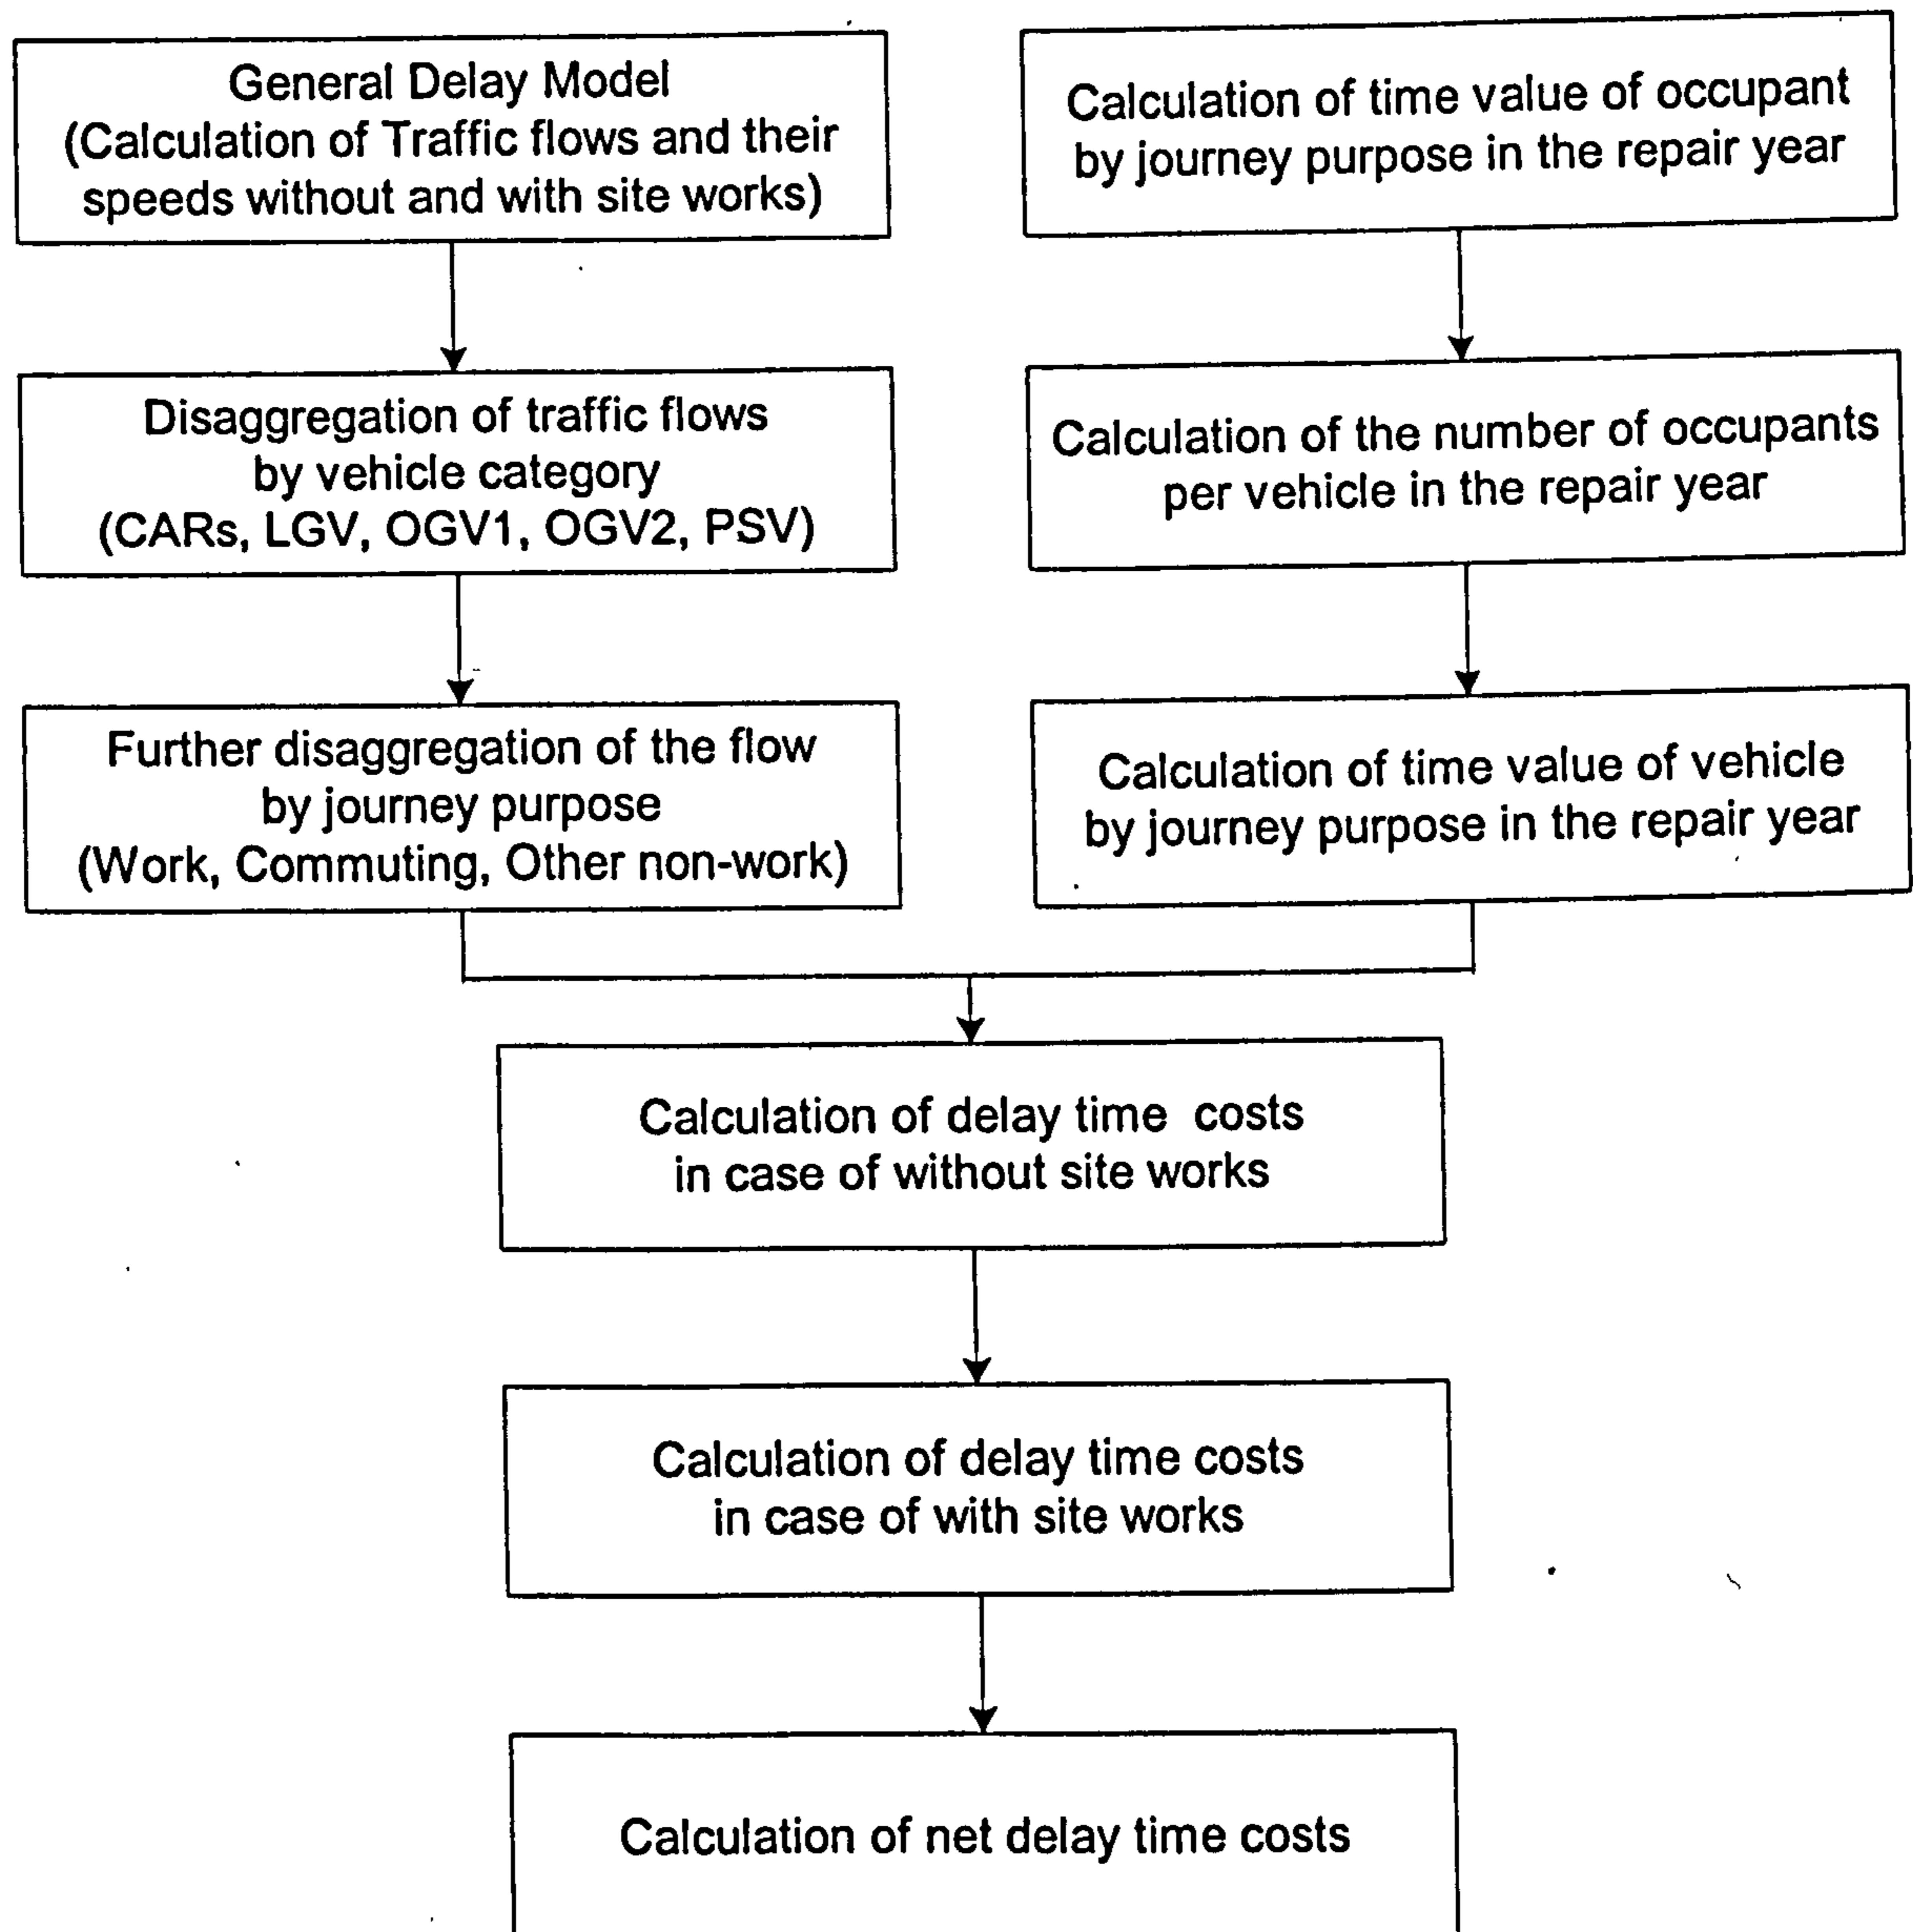 General Delay Model
(Calculation of Traffic flows and their
speeds without and with site works)
Disaggregation of traffic flows
by vehicle category
(CARs, LGV, OGV1, OGV2, PSV)
Further disaggregation of the flow
by journey purpose
(Work, Commuting, Other non-work)
Calculation of time value of occupant
by journey purpose in the repair year
Calculation of the number of occupants
per vehicle in the repair year
Calculation of time value of vehicle
by journey purpose in the repair year
Calculation of delay time costs
in case of without site works
Calculation of delay time costs
in case of with site works
Calculation of net delay time costs